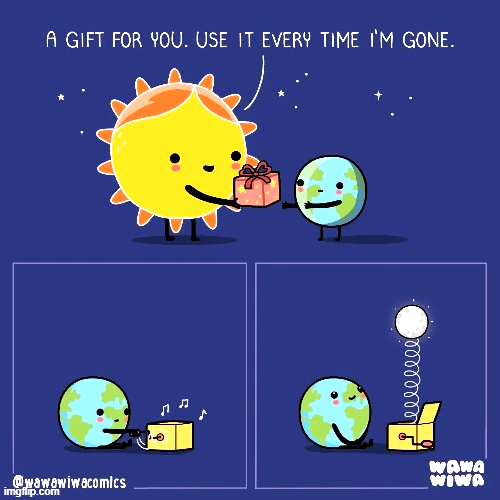 A GIFT FOR YOU. USE IT EVERY TIME I'M GONE.
@wawawiwacomics
imgflip.com
WAWA
WIWA